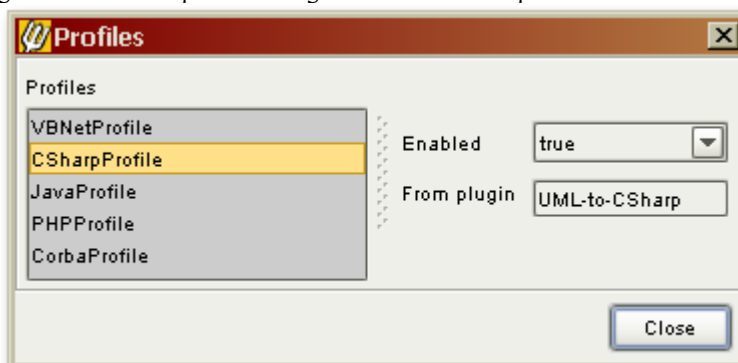 Profiles
Profiles
VBNetProfile
CSharpProfile
JavaProfile
PHPProfile
CorbaProfile
Enabled
true
From plugin
UML-to-CSharp
Close